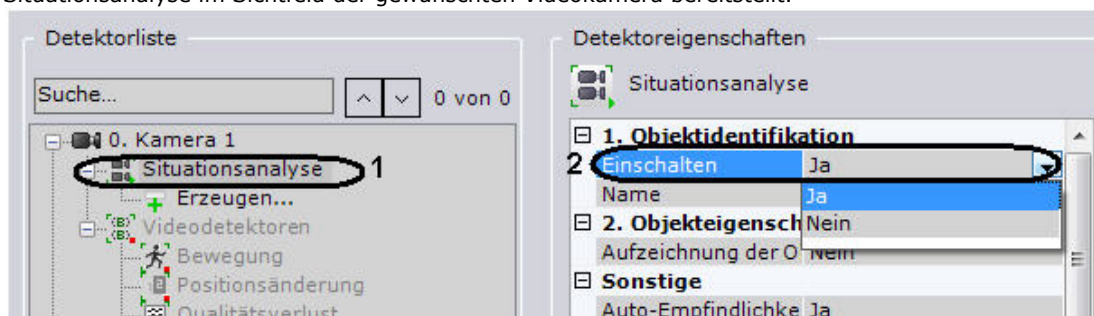 Situationsanalyse im Sichtfeld der gewünschten Videokamera bereitstellt.
Detektorliste
Suche...
0 von 0
0. Kamera 1
Situationsanalyse 1
Erzeugen...
Videodetektoren
Bewegung
Positionsänderung
Qualitätsverlust
Detektoreigenschaften
Situationsanalyse
1. Objektidentifikation
2 Einschalten Ja
Name Ja
2. Objekteigensch Nein
Aufzeichnung der O Nein
Sonstige
Auto-Empfindlichke Ja